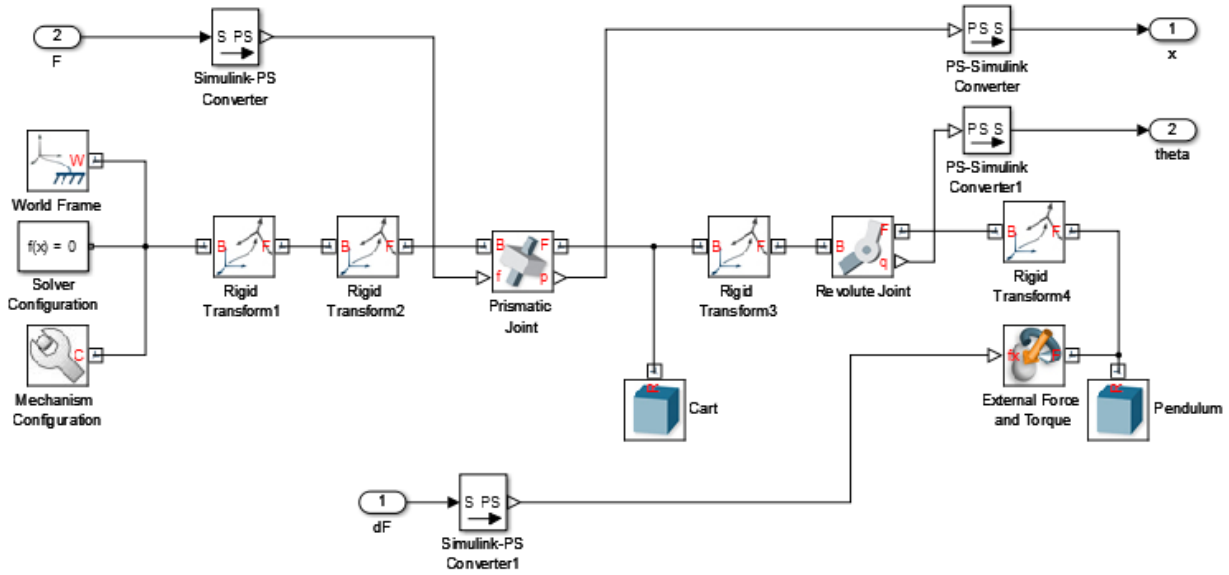 2
F
S PS
Simulink-PS
Converter
PS S
PS-Simulink
Converter
1
x
W
World Frame
f(x) = 0
Solver
Configuration
C
Mechanism
Configuration
B F
Rigid
Transform1
B F
Rigid
Transform2
B F
f p
Prismatic
Joint
R
Cart
B F
Rigid
Transform3
B F
q
Revolute Joint
PS S
PS-Simulink
Converter1
2
theta
B F
Rigid
Transform4
fx F
External Force
and Torque
R
Pendulum
1
dF
S PS
Simulink-PS
Converter1